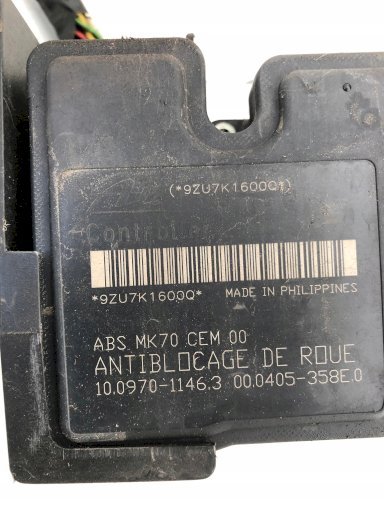 (*9ZU7K1600Q*)
*9ZU7K1600Q* MADE IN PHILIPPINES
ABS MK70 CEM 00
ANTIBLOCAGE DE ROUE
10.0970-1146.3 00.0405-358E.0